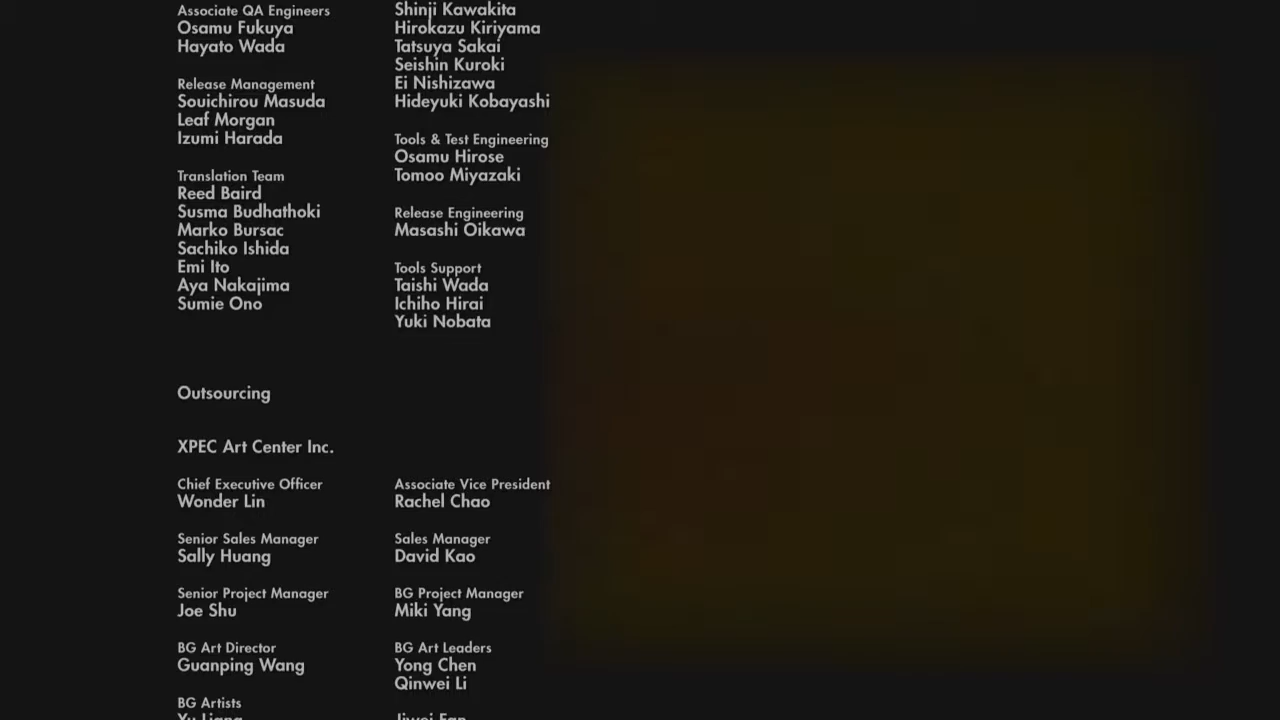 Associate QA Engineers
Osamu Fukuya
Hayato Wada
Release Management
Souichirou Masuda
Leaf Morgan
Izumi Harada
Translation Team
Reed Baird
Susma Budhathoki
Marko Bursac
Sachiko Ishida
Emi Ito
Aya Nakajima
Sumie Ono
Shinji Kawakita
Hirokazu Kiriyama
Tatsuya Sakai
Seishin Kuroki
Ei Nishizawa
Hideyuki Kobayashi
Tools & Test Engineering
Osamu Hirose
Tomoo Miyazaki
Release Engineering
Masashi Oikawa
Tools Support
Taishi Wada
Ichiho Hirai
Yuki Nobata
Outsourcing
XPEC Art Center Inc.
Chief Executive Officer
Wonder Lin
Associate Vice President
Rachel Chao
Senior Sales Manager
Sally Huang
Sales Manager
David Kao
Senior Project Manager
Joe Shu
BG Project Manager
Miki Yang
BG Art Director
Guanping Wang
BG Art Leaders
Yong Chen
Qinwei Li
BG Artists